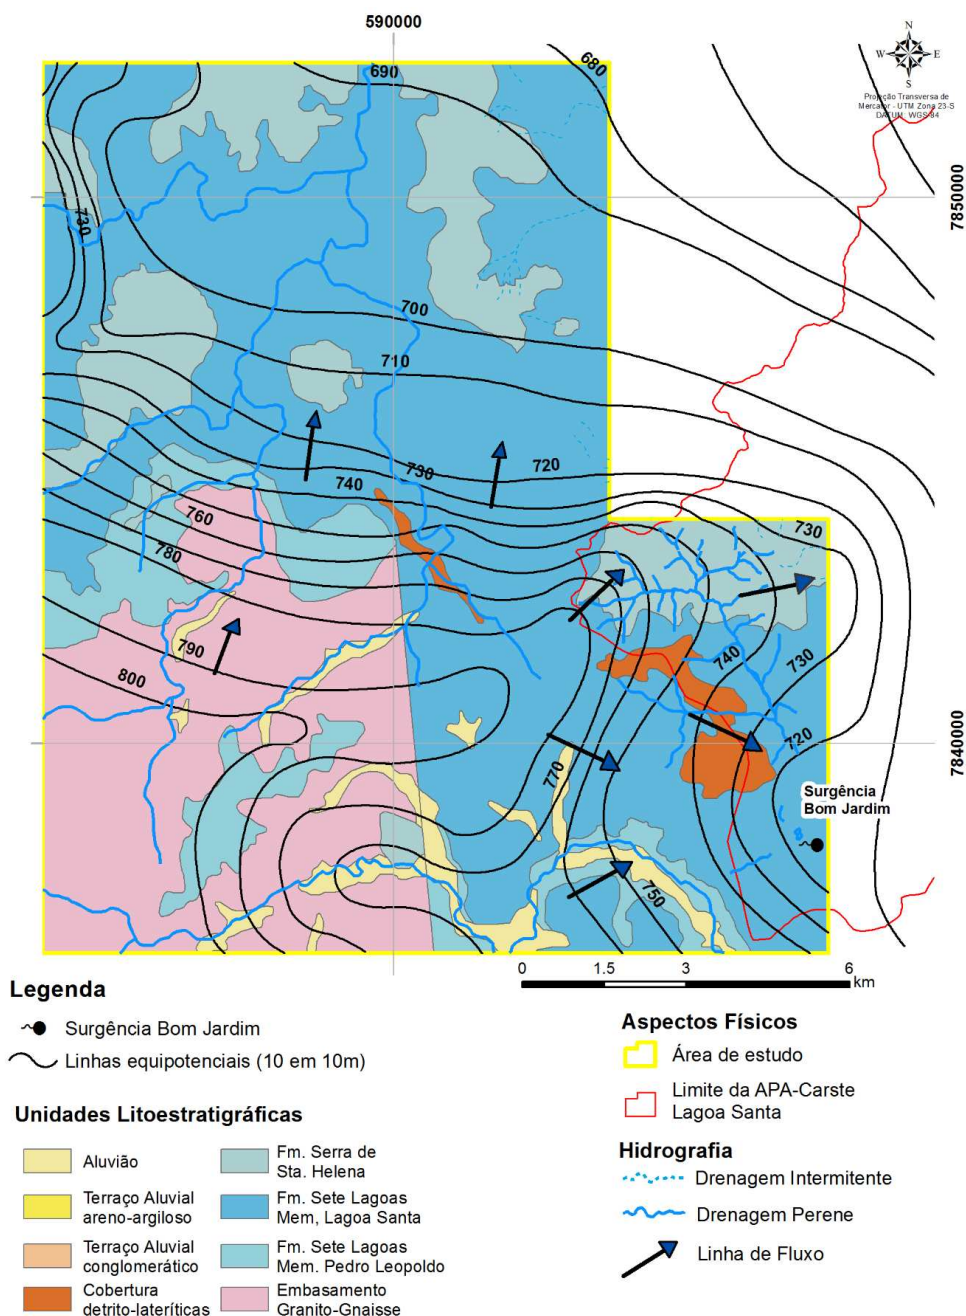 590000
N
W E
S
Projeção Transversa de
Mercator - UTM Zona 23-S
DATUM: WGS-84
690
680
730
7850000
700
710
730
720
740
760
780
730
790
740
730
800
720
770
7840000
Surgência
Bom Jardim
750
0 1.5 3 6
km
Legenda
Surgência Bom Jardim
Linhas equipotenciais (10 em 10m)
Unidades Litoestratigráficas
Aluvião
Terraço Aluvial
areno-argiloso
Terraço Aluvial
conglomerático
Cobertura
detrito-lateríticas
Fm. Serra de
Sta. Helena
Fm. Sete Lagoas
Mem, Lagoa Santa
Fm. Sete Lagoas
Mem. Pedro Leopoldo
Embasamento
Granito-Gnaisse
Aspectos Físicos
Área de estudo
Limite da APA-Carste
Lagoa Santa
Hidrografia
Drenagem Intermitente
Drenagem Perene
Linha de Fluxo